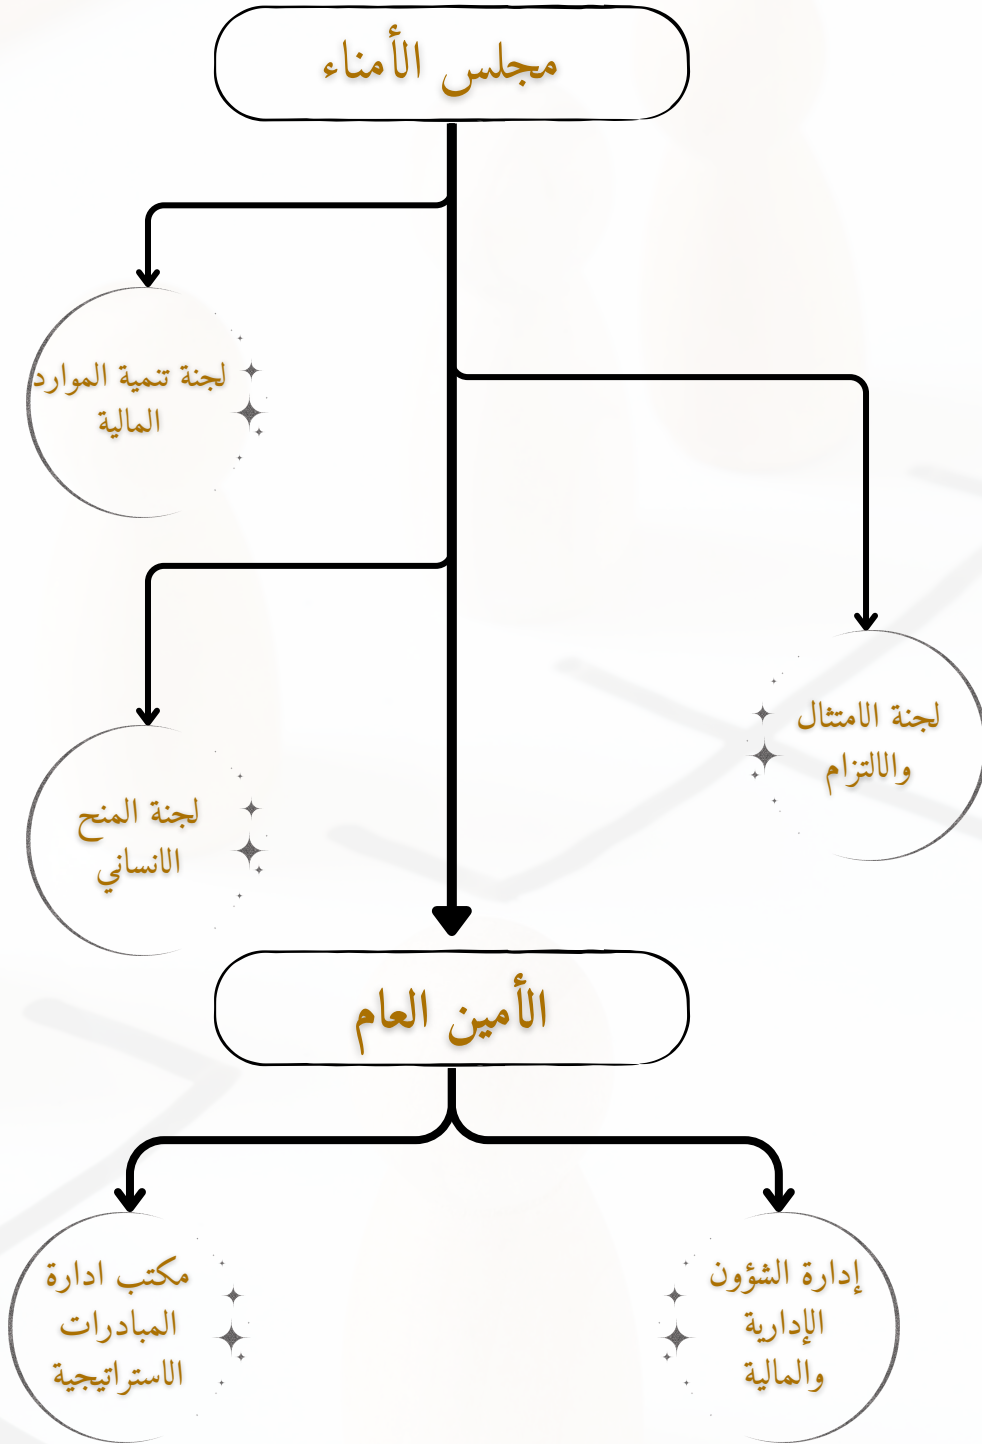 مجلس الأمناء
لجنة تنمية الموارد
المالية
لجنة الامتثال
والالتزام
لجنة المنح
الانساني
الأمين العام
إدارة الشؤون
الإدارية
والمالية
مكتب ادارة
المبادرات
الاستراتيجية